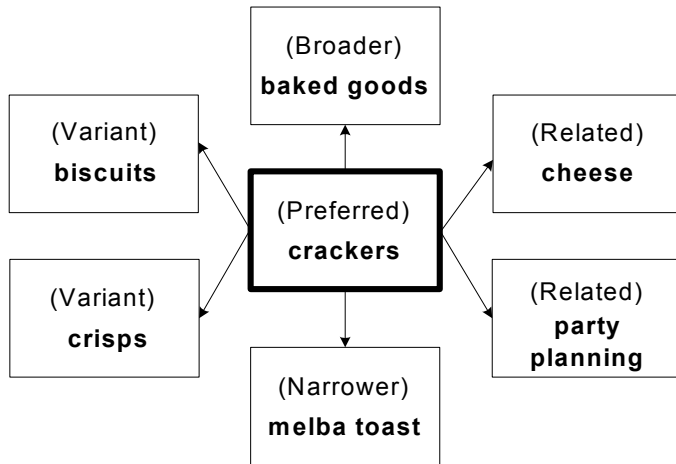 (Broader)
baked goods
(Variant)
biscuits
(Related)
cheese
(Preferred)
crackers
(Variant)
crisps
(Related)
party
planning
(Narrower)
melba toast